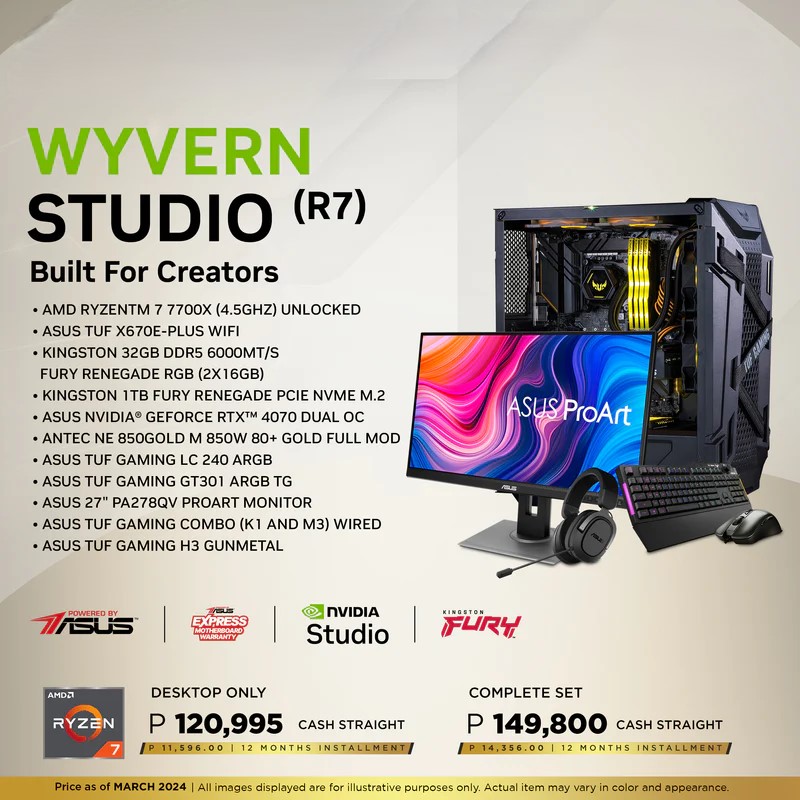 WYVERN
STUDIO (R7)
Built For Creators
• AMD RYZENTM 7 7700X (4.5GHZ) UNLOCKED
• ASUS TUF X670E-PLUS WIFI
• KINGSTON 32GB DDR5 6000MT/S
FURY RENEGADE RGB (2X16GB)
• KINGSTON 1TB FURY RENEGADE PCIE NVME M.2
• ASUS NVIDIA® GEFORCE RTX™ 4070 DUAL OC
• ANTEC NE 850GOLD M 850W 80+ GOLD FULL MOD
• ASUS TUF GAMING LC 240 ARGB
• ASUS TUF GAMING GT301 ARGB TG
• ASUS 27" PA278QV PROART MONITOR
• ASUS TUF GAMING COMBO (K1 AND M3) WIRED
• ASUS TUF GAMING H3 GUNMETAL
TUF GAMING
ASUS ProArt
ASUS
POWERED BY
ASUS
ASUS
EXPRESS
MOTHERBOARD
WARRANTY
NVIDIA
Studio
KINGSTON
FURY
AMD
RYZEN
7
DESKTOP ONLY
P 120,995 CASH STRAIGHT
P 11,596.00 | 12 MONTHS INSTALLMENT
COMPLETE SET
P 149,800 CASH STRAIGHT
P 14,356.00 | 12 MONTHS INSTALLMENT
Price as of MARCH 2024 | All images displayed are for illustrative purposes only. Actual item may vary in color and appearance.